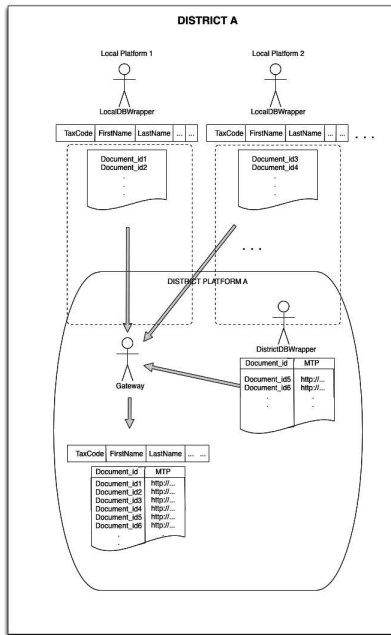 DISTRICT A
Local Platform 1
Local Platform 2
LocalDBWrapper
LocalDBWrapper
TaxCode FirstName LastName ... ...
TaxCode FirstName LastName ... ... . . .
Document_id1
Document_id2
.
.
.
Document_id3
Document_id4
.
.
.
. . .
DISTRICT PLATFORM A
DistrictDBWrapper
Document_id MTP
Document_id5 http://...
Document_id6 http://...
. .
. .
Gateway
TaxCode FirstName LastName ... ...
Document_id MTP
Document_id1 http://...
Document_id2 http://...
Document_id3 http://...
Document_id4 http://...
Document_id5 http://...
Document_id6 http://...
. .
. .